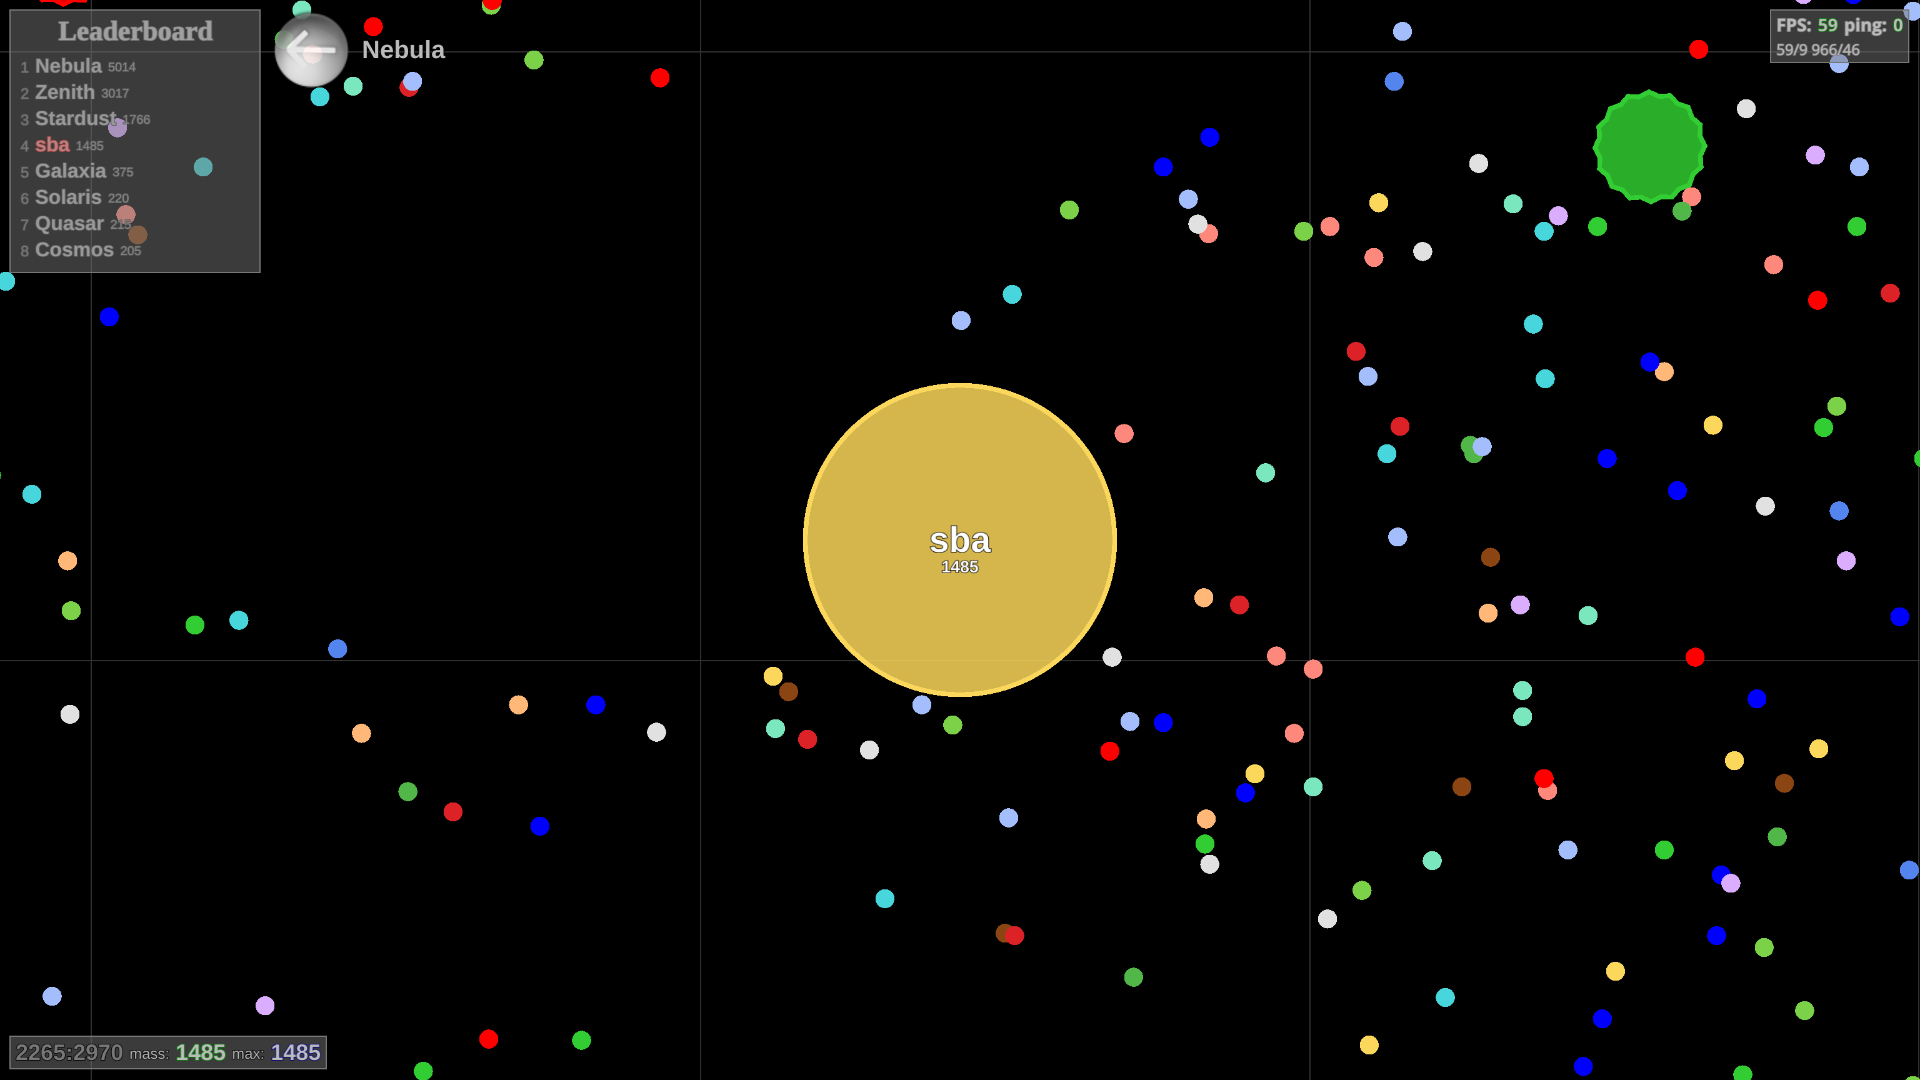 Leaderboard
1 Nebula 5014
2 Zenith 3017
3 Stardust 1766
4 sba 1485
5 Galaxia 375
6 Solaris 220
7 Quasar 215
8 Cosmos 205
Nebula
FPS: 59 ping: 0
59/9 966/46
sba
1485
2265:2970 mass: 1485 max: 1485